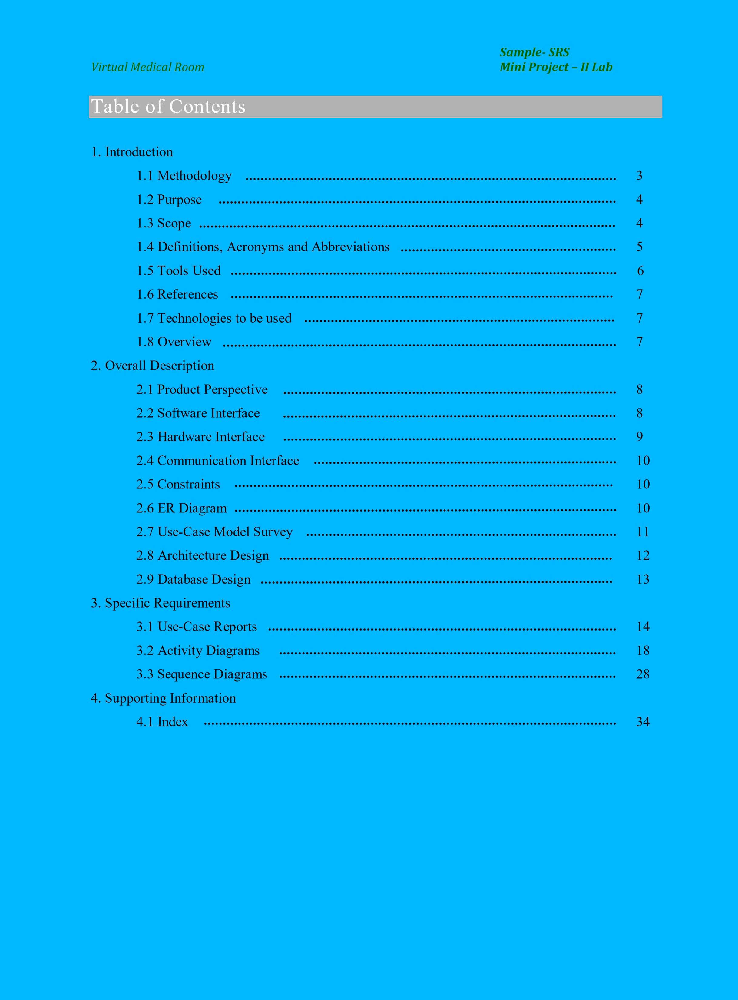 Sample- SRS
Virtual Medical Room Mini Project – II Lab
Table of Contents
1. Introduction
1.1 Methodology .................................................. 3
1.2 Purpose .................................................. 4
1.3 Scope .................................................. 4
1.4 Definitions, Acronyms and Abbreviations .................................................. 5
1.5 Tools Used .................................................. 6
1.6 References .................................................. 7
1.7 Technologies to be used .................................................. 7
1.8 Overview .................................................. 7
2. Overall Description
2.1 Product Perspective .................................................. 8
2.2 Software Interface .................................................. 8
2.3 Hardware Interface .................................................. 9
2.4 Communication Interface .................................................. 10
2.5 Constraints .................................................. 10
2.6 ER Diagram .................................................. 10
2.7 Use-Case Model Survey .................................................. 11
2.8 Architecture Design .................................................. 12
2.9 Database Design .................................................. 13
3. Specific Requirements
3.1 Use-Case Reports .................................................. 14
3.2 Activity Diagrams .................................................. 18
3.3 Sequence Diagrams .................................................. 28
4. Supporting Information
4.1 Index .................................................. 34